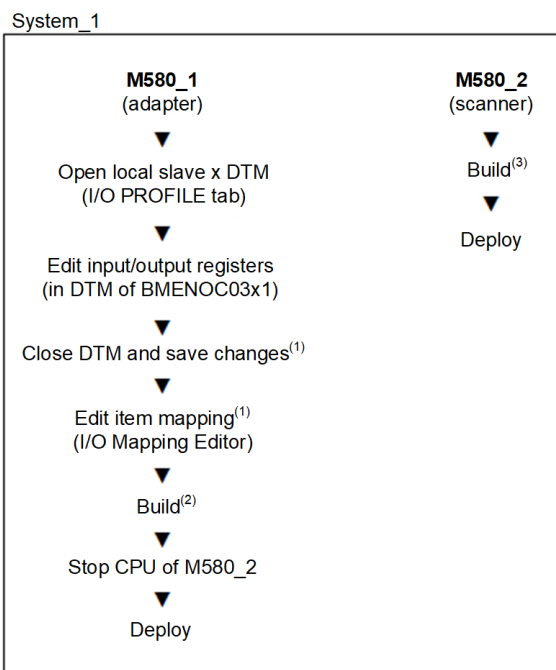 System_1
M580_1
(adapter)
Open local slave x DTM
(I/O PROFILE tab)
Edit input/output registers
(in DTM of BMENOC03x1)
Close DTM and save changes(1)
Edit item mapping(1)
(I/O Mapping Editor)
Build(2)
Stop CPU of M580_2
Deploy
M580_2
(scanner)
Build(3)
Deploy